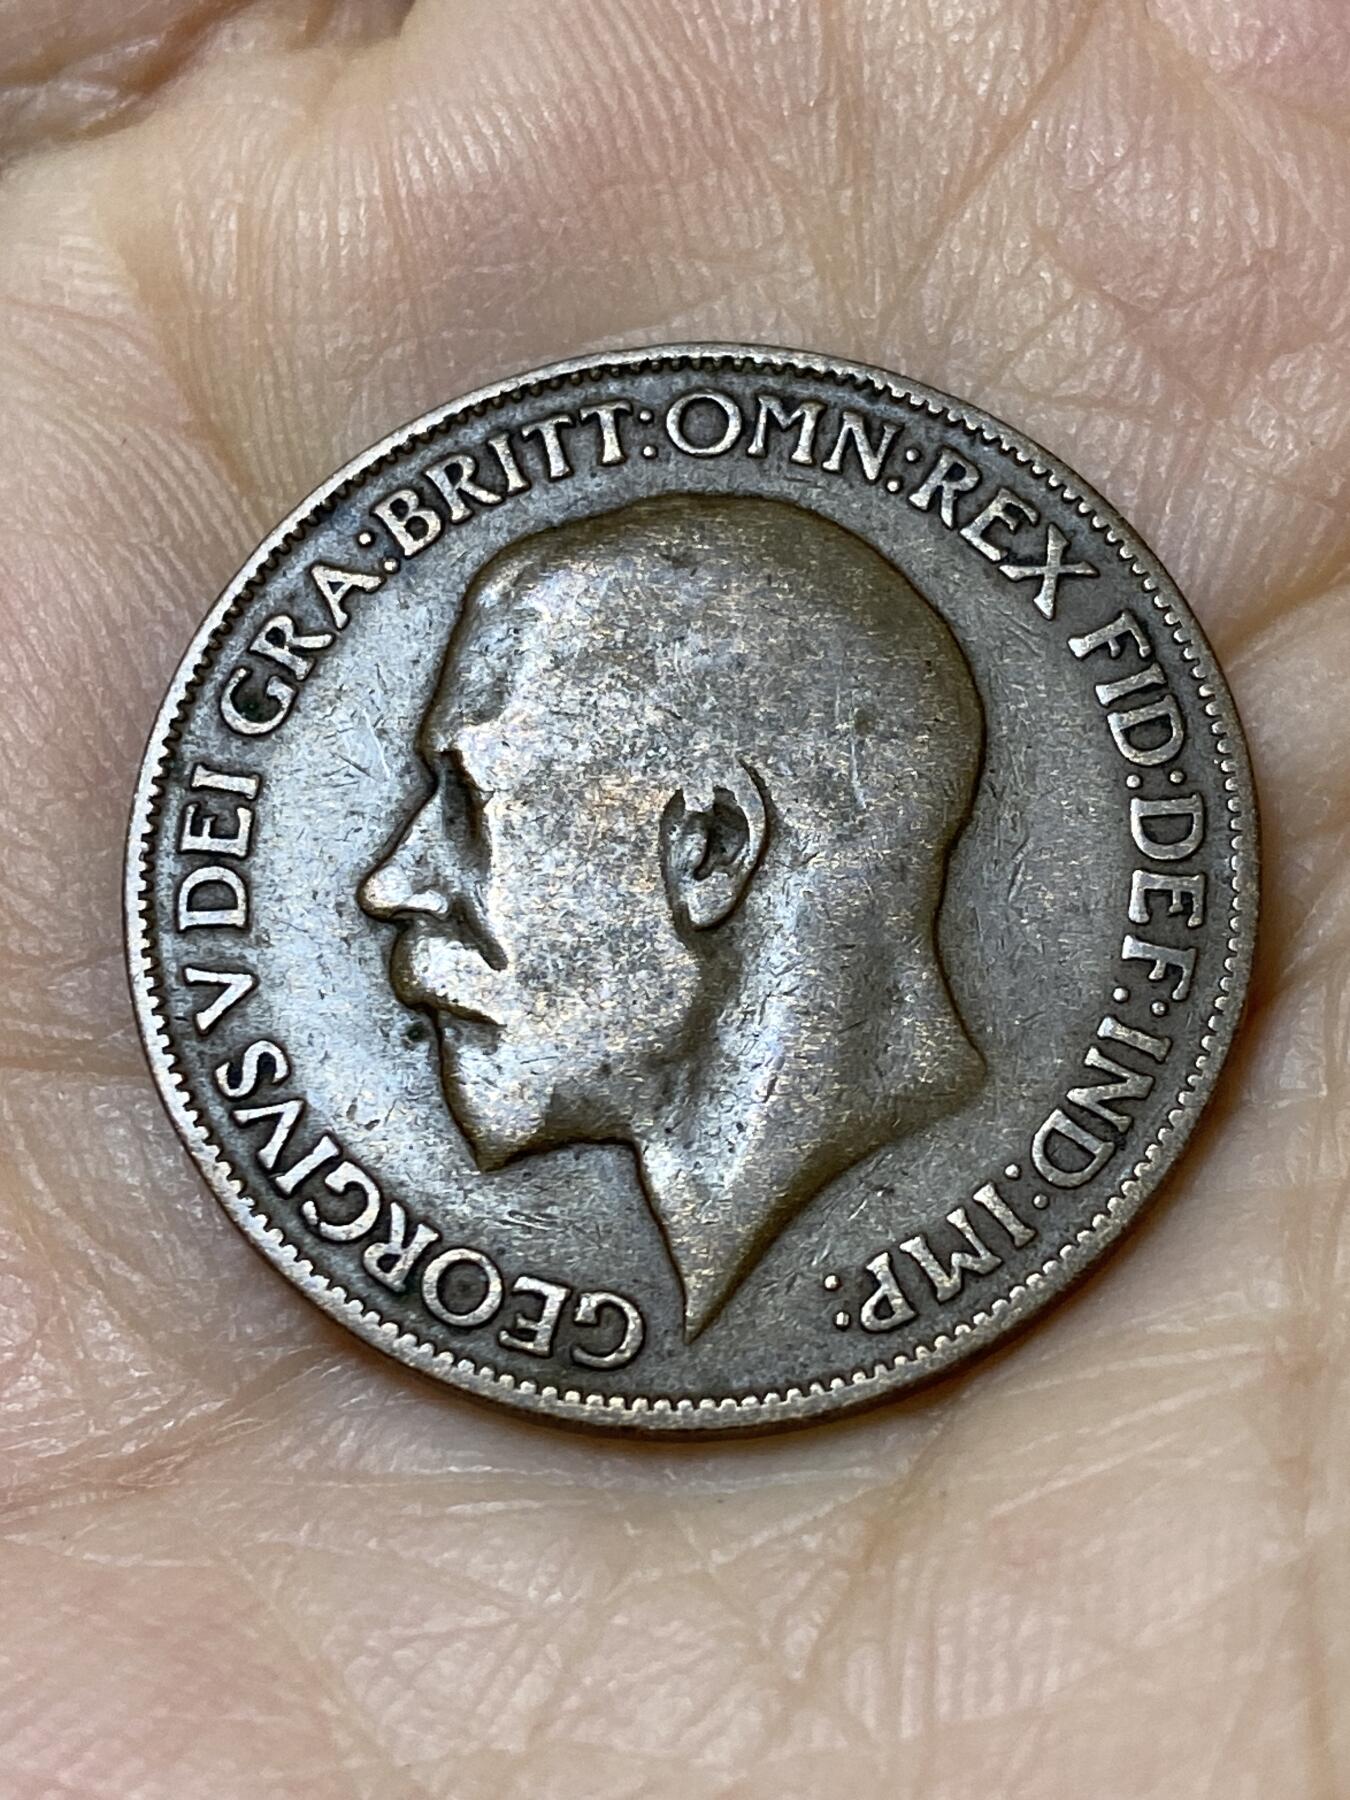 GEORGIVS V DEI GRA:BRITT:OMN:REX FID:DEF:IND:IMP: